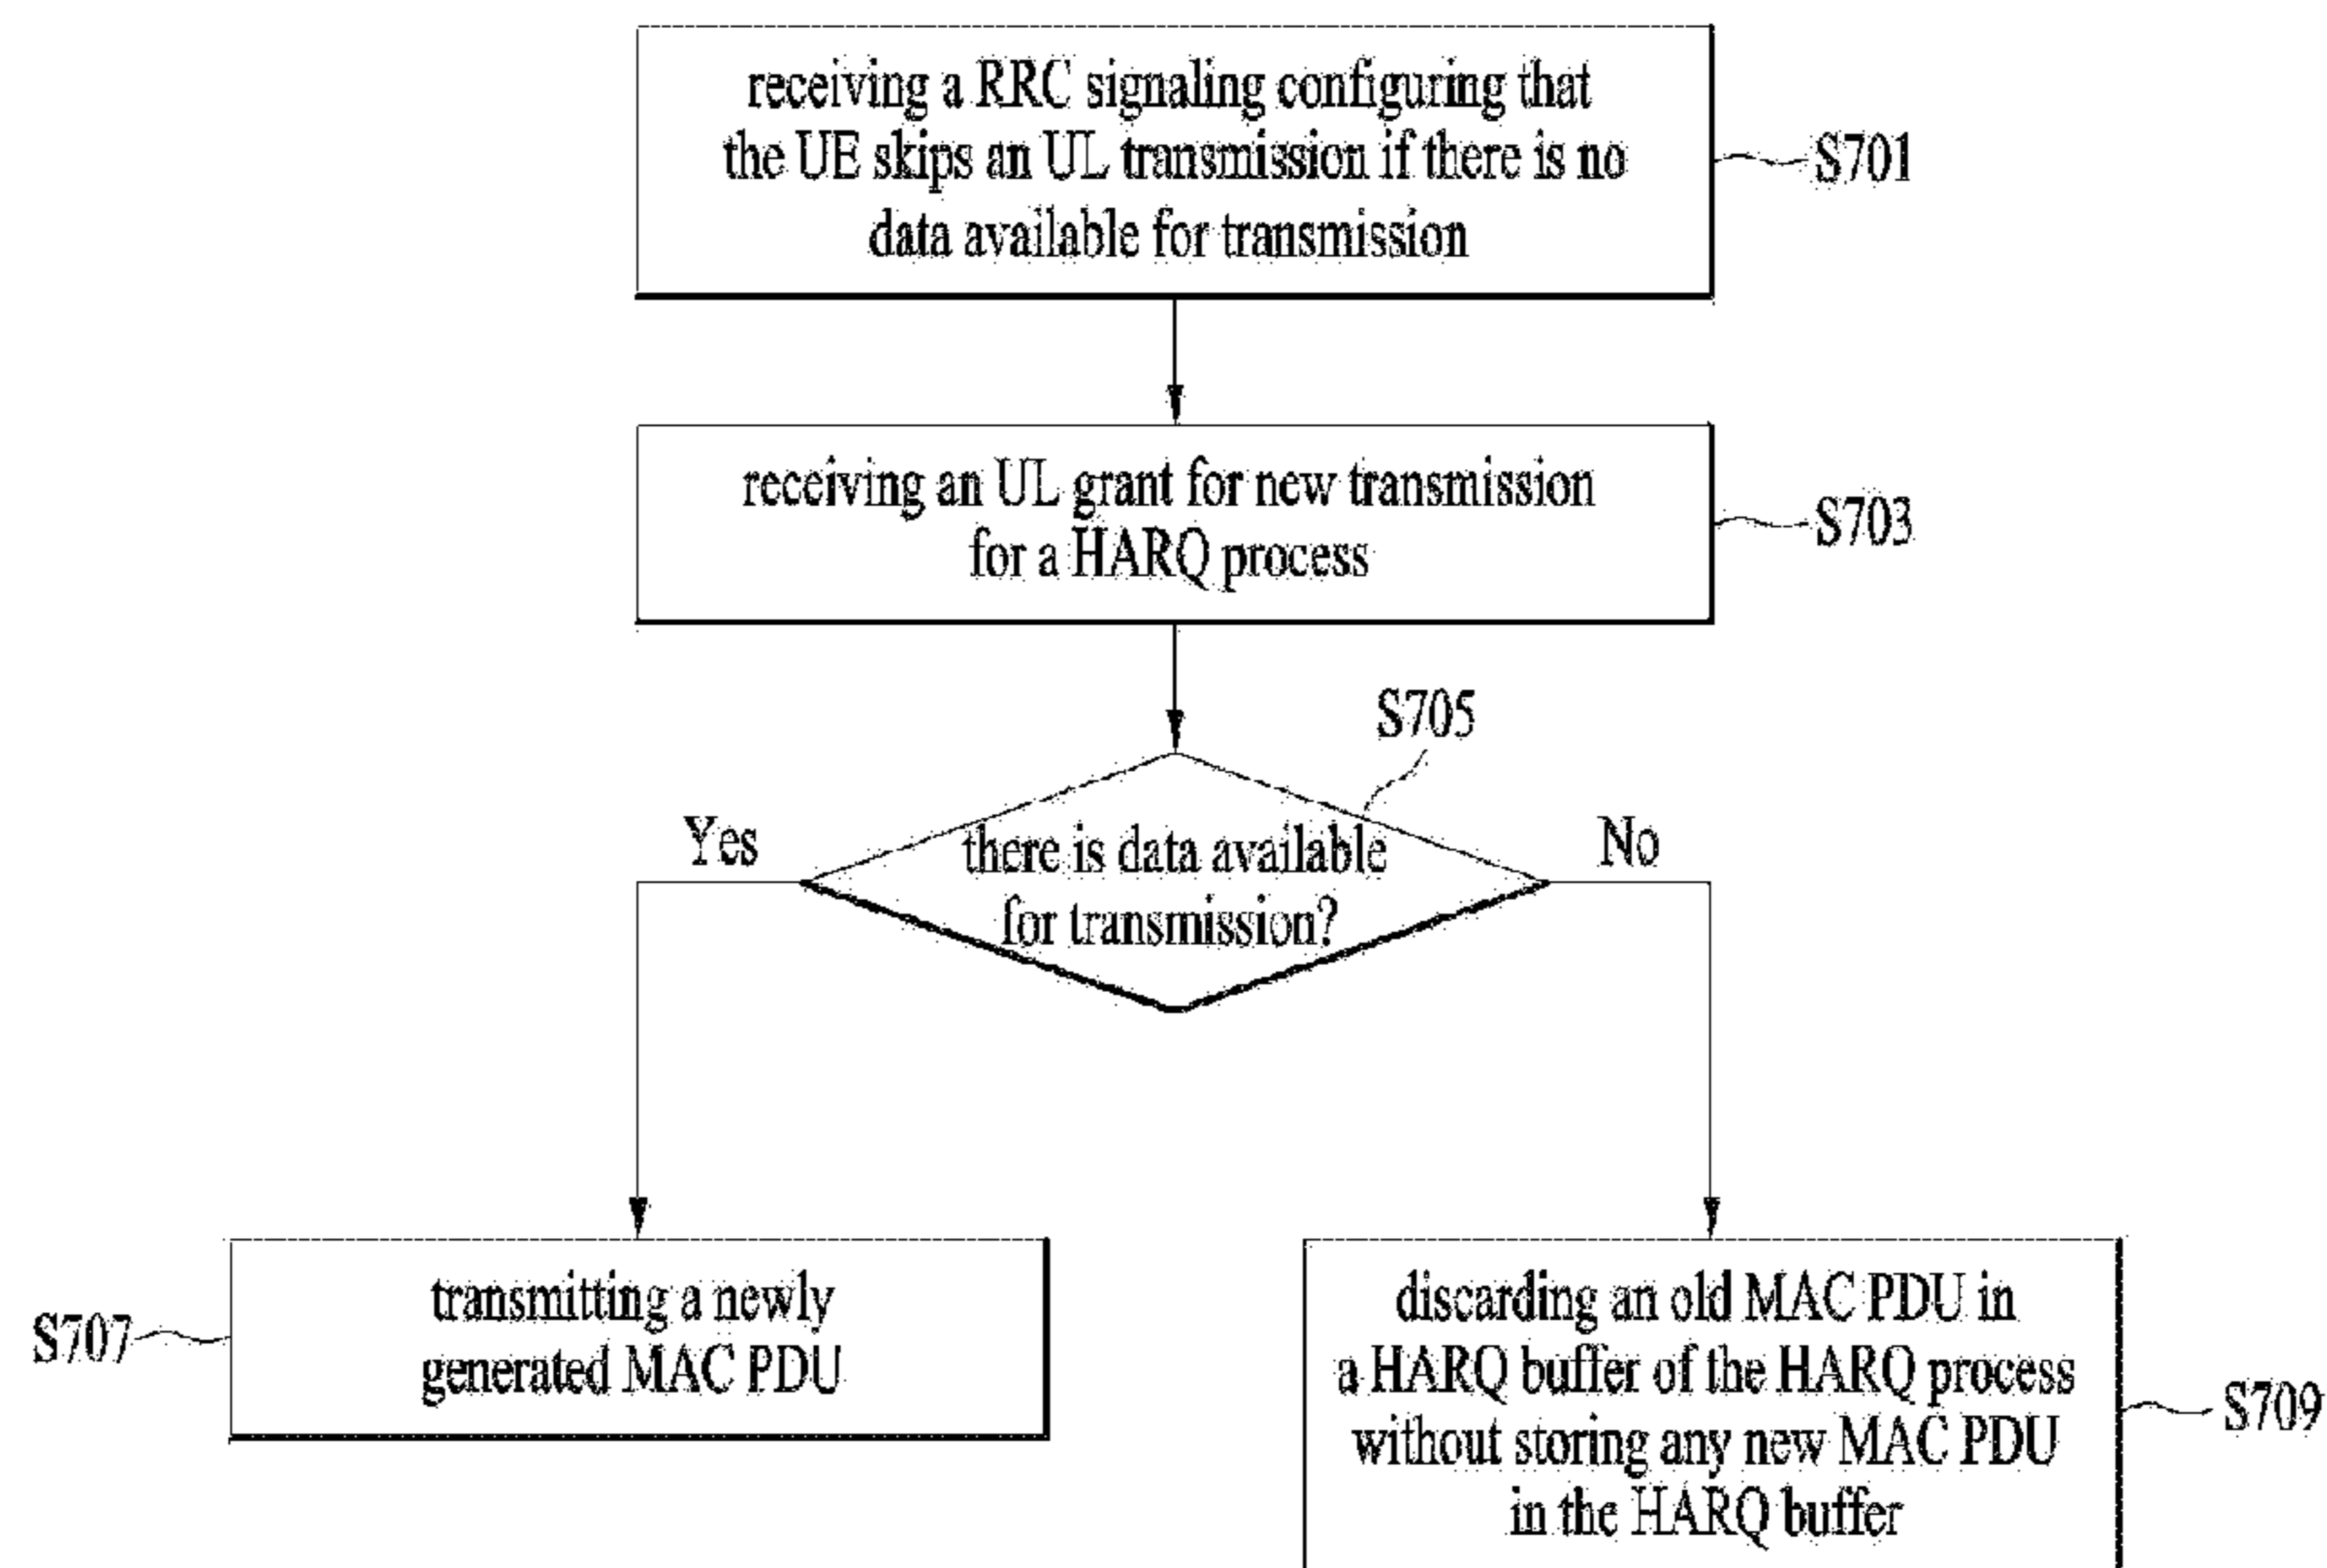 receiving a RRC signaling configuring that
the UE skips an UL transmission if there is no
data available for transmission
S701
receiving an UL grant for new transmission
for a HARQ process
S703
S705
Yes
there is data available
for transmission?
No
S707
transmitting a newly
generated MAC PDU
discarding an old MAC PDU in
a HARQ buffer of the HARQ process
without storing any new MAC PDU
in the HARQ buffer
S709